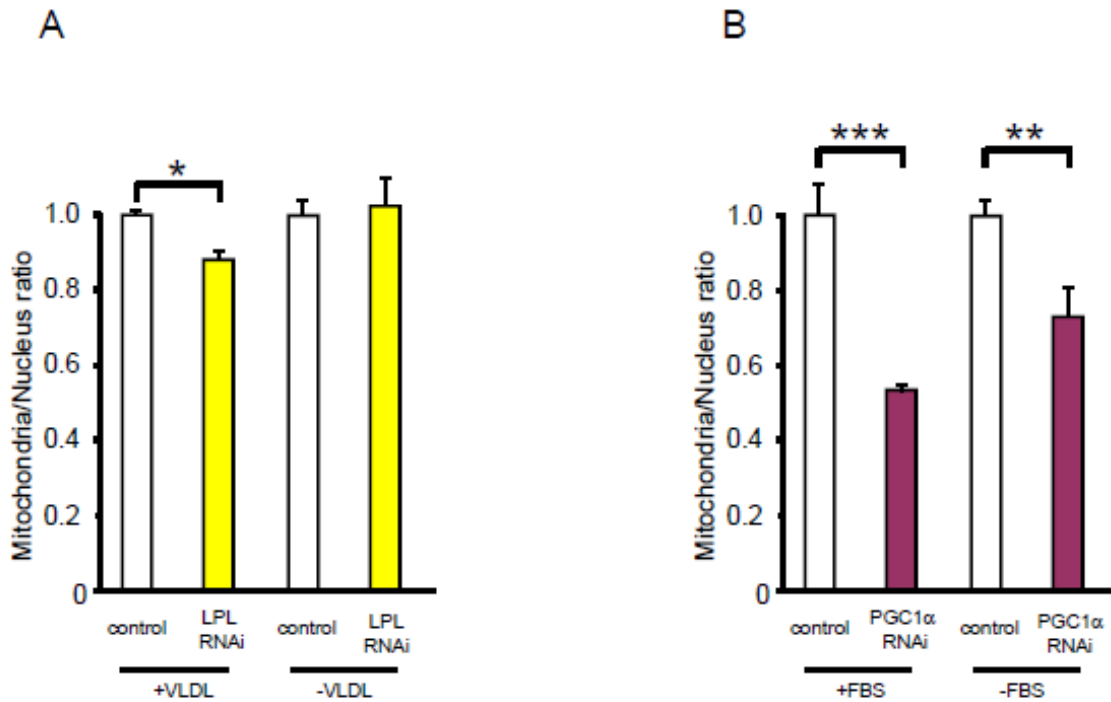 A
B
*
***
**
Mitochondria/Nucleus ratio
1.0
0.8
0.6
0.4
0.2
0
control
LPL
RNAi
control
LPL
RNAi
+VLDL
-VLDL
Mitochondria/Nucleus ratio
1.0
0.8
0.6
0.4
0.2
0
control
PGC1α
RNAi
control
PGC1α
RNAi
+FBS
-FBS